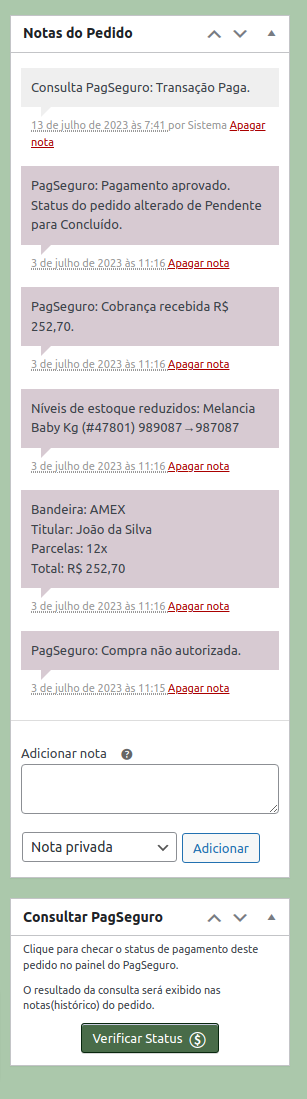 Notas do Pedido
Consulta PagSeguro: Transação Paga.
13 de julho de 2023 às 7:41 por Sistema Apagar
nota
PagSeguro: Pagamento aprovado.
Status do pedido alterado de Pendente
para Concluído.
3 de julho de 2023 às 11:16 Apagar nota
PagSeguro: Cobrança recebida R$
252,70.
3 de julho de 2023 às 11:16 Apagar nota
Níveis de estoque reduzidos: Melancia
Baby Kg (#47801) 989087→987087
3 de julho de 2023 às 11:16 Apagar nota
Bandeira: AMEX
Titular: João da Silva
Parcelas: 12x
Total: R$ 252,70
3 de julho de 2023 às 11:16 Apagar nota
PagSeguro: Compra não autorizada.
3 de julho de 2023 às 11:15 Apagar nota
Adicionar nota ?
Nota privada
Adicionar
Consultar PagSeguro
Clique para checar o status de pagamento deste
pedido no painel do PagSeguro.
O resultado da consulta será exibido nas
notas(histórico) do pedido.
Verificar Status $